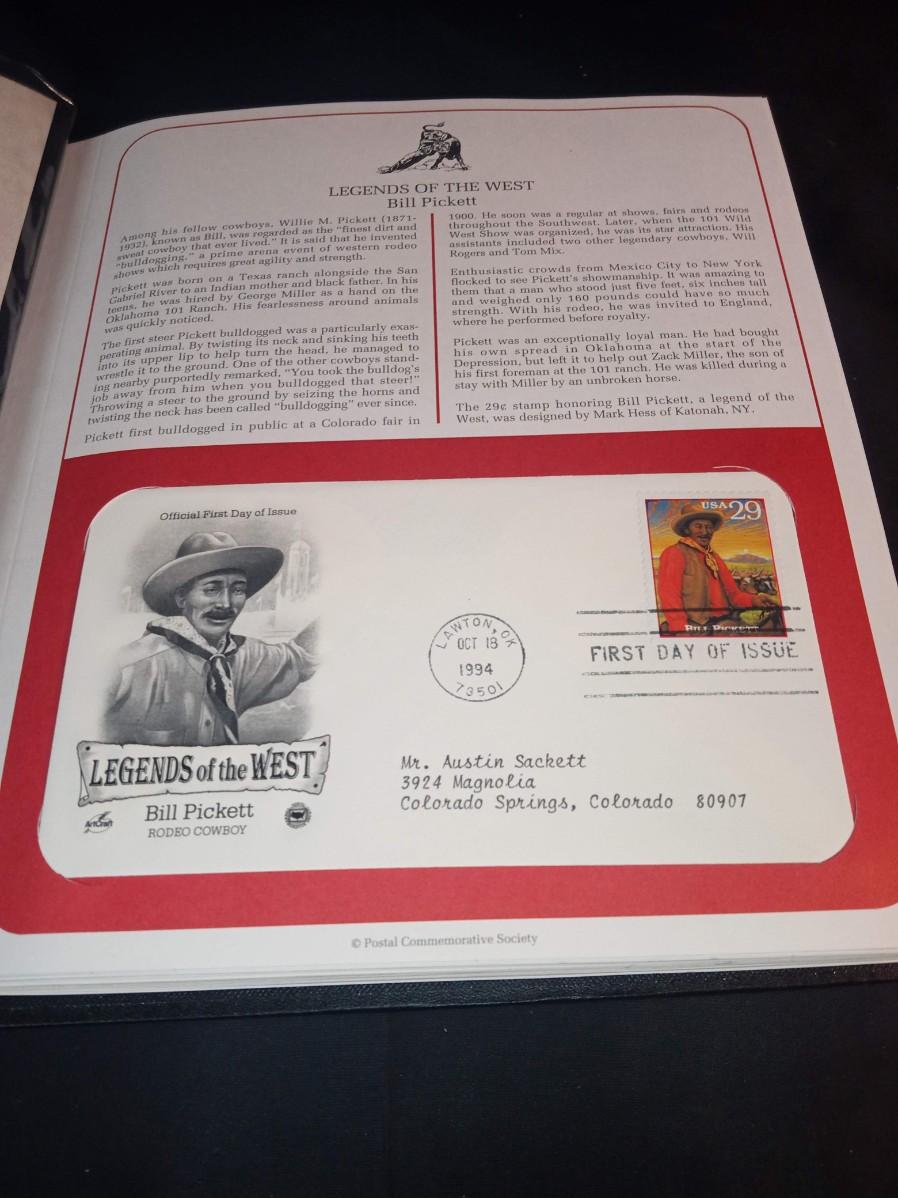 LEGENDS OF THE WEST
Bill Pickett
Among his fellow cowboys, Willie M. Pickett (1871-
1932), known as Bill, was regarded as the "finest dirt and
sweat cowboy that ever lived." It is said that he invented
"bulldogging," a prime arena event of western rodeo
shows which requires great agility and strength.
Pickett was born on a Texas ranch alongside the San
Gabriel River to an Indian mother and black father. In his
teens, he was hired by George Miller as a hand on the
Oklahoma 101 Ranch. His fearlessness around animals
was quickly noticed.
The first steer Pickett bulldogged was a particularly exas-
perating animal. By twisting its neck and sinking his teeth
into its upper lip to help turn the head, he managed to
wrestle it to the ground. One of the other cowboys stand-
ing nearby purportedly remarked, "You took the bulldog's
job away from him when you bulldogged that steer!"
Throwing a steer to the ground by seizing the horns and
twisting the neck has been called "bulldogging" ever since.
Pickett first bulldogged in public at a Colorado fair in
1900. He soon was a regular at shows, fairs and rodeos
throughout the Southwest. Later, when the 101 Wild
West Show was organized, he was its star attraction. His
assistants included two other legendary cowboys, Will
Rogers and Tom Mix.
Enthusiastic crowds from Mexico City to New York
flocked to see Pickett's showmanship. It was amazing to
them that a man who stood just five feet, six inches tall
and weighed only 160 pounds could have so much
strength. With his rodeo, he was invited to England,
where he performed before royalty.
Pickett was an exceptionally loyal man. He had bought
his own spread in Oklahoma at the start of the
Depression, but left it to help out Zack Miller, the son of
his first foreman at the 101 ranch. He was killed during a
stay with Miller by an unbroken horse.
The 29¢ stamp honoring Bill Pickett, a legend of the
West, was designed by Mark Hess of Katonah, NY.
Official First Day of Issue
USA 29
BILL PICKETT
LAWTON, OK
OCT 18
1994
73501
FIRST DAY OF ISSUE
LEGENDS of the WEST
Bill Pickett
RODEO COWBOY
ArtCraft
Mr. Austin Sackett
3924 Magnolia
Colorado Springs, Colorado 80907
© Postal Commemorative Society